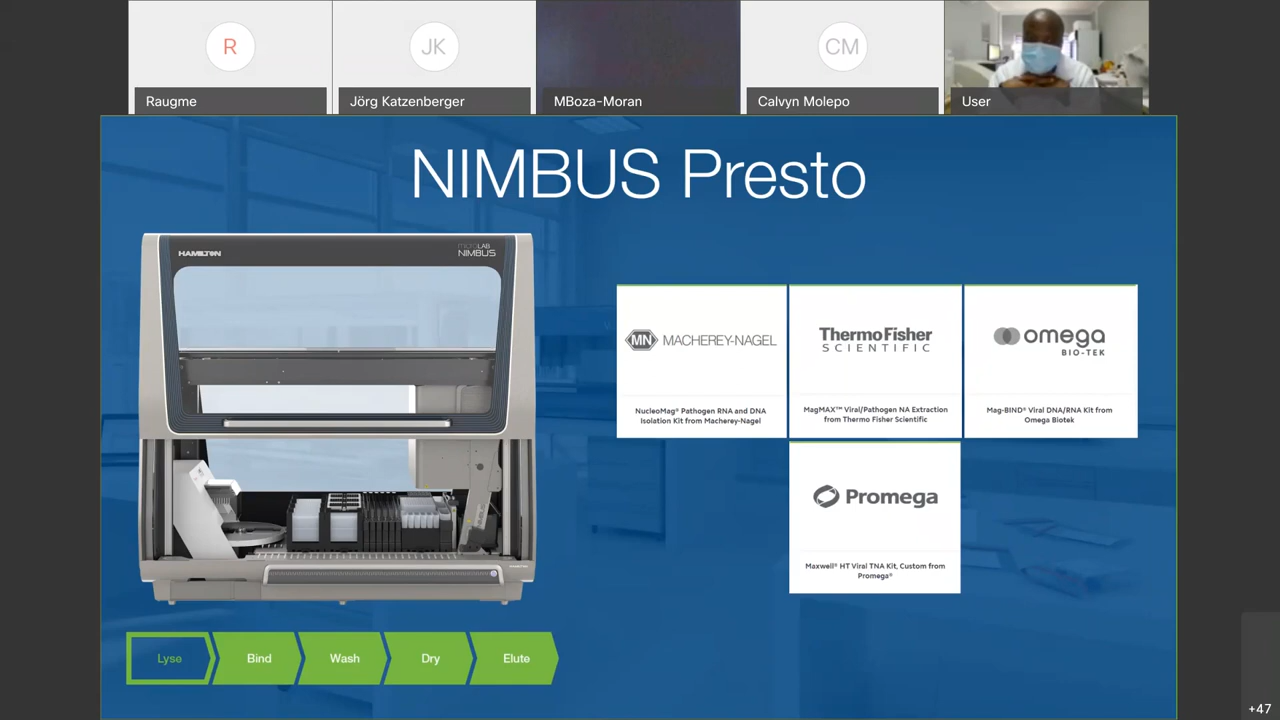 R
JK
CM
Raugme
Jörg Katzenberger
MBoza-Moran
Calvyn Molepo
User
NIMBUS Presto
HAMILTON
microLAB
NIMBUS
MN MACHEREY-NAGEL
NucleoMag® Pathogen RNA and DNA
Isolation Kit from Macherey-Nagel
ThermoFisher
SCIENTIFIC
MagMAX™ Viral/Pathogen NA Extraction
from Thermo Fisher Scientific
omega
BIO-TEK
Mag-BIND® Viral DNA/RNA Kit from
Omega Biotek
Promega
Maxwell® HT Viral TNA Kit, Custom from
Promega®
Lyse
Bind
Wash
Dry
Elute
+47